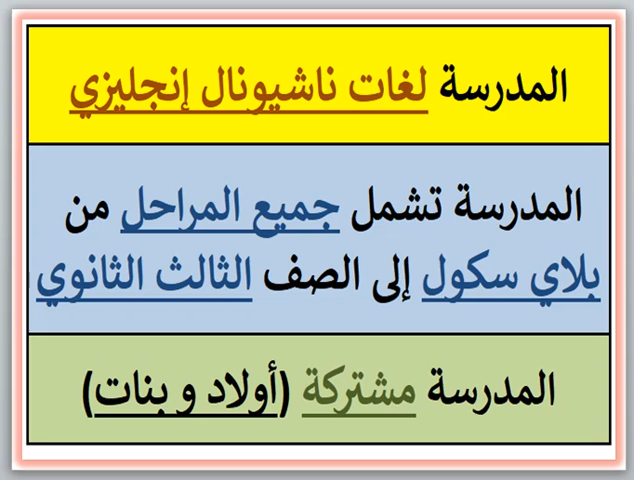 المدرسة لغات ناشيونال إنجليزي
المدرسة تشمل جميع المراحل من
بلاي سكول إلى الصف الثالث الثانوي
المدرسة مشتركة (أولاد و بنات)